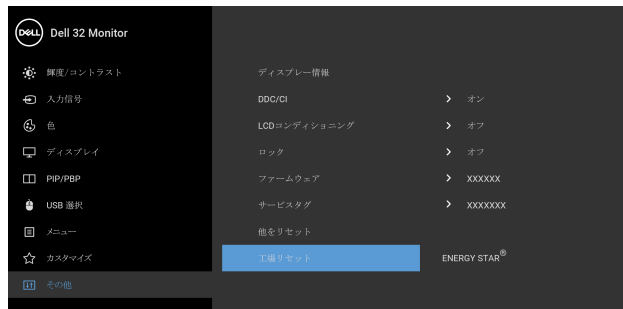 DELL Dell 32 Monitor
輝度/コントラスト
ディスプレー情報
入力信号
DDC/CI オン
色
LCDコンディショニング オフ
ディスプレイ
ロック オフ
PIP/PBP
ファームウェア XXXXXX
USB 選択
サービスタグ XXXXXXX
メニュー
他をリセット
カスタマイズ
工場リセット ENERGY STAR®
その他